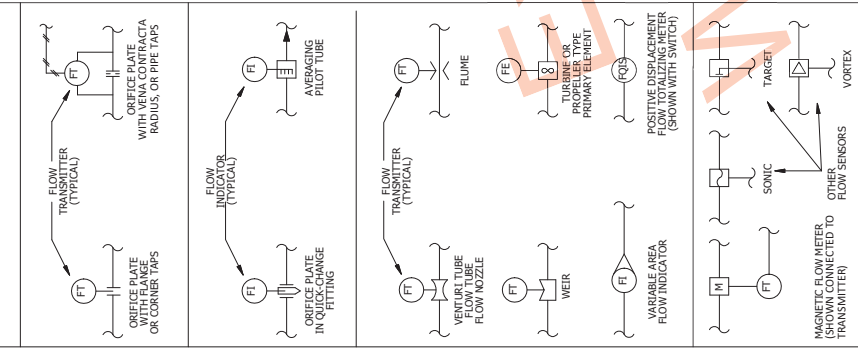 FLOW
TRANSMITTER
(TYPICAL)
FT
FT
ORIFICE PLATE
WITH FLANGE
OR CORNER TAPS
ORIFICE PLATE
WITH VENA CONTRACTA
RADIUS, OR PIPE TAPS
FLOW
INDICATOR
(TYPICAL)
FI
FI
ORIFICE PLATE
IN QUICK-CHANGE
FITTING
AVERAGING
PILOT TUBE
FLOW
TRANSMITTER
(TYPICAL)
FT
FT
VENTURI TUBE
FLOW TUBE
FLOW NOZZLE
FLUME
FT
FE
WEIR
TURBINE OR
PROPELLER TYPE
PRIMARY ELEMENT
FI
FQIS
VARIABLE AREA
FLOW INDICATOR
POSITIVE DISPLACEMENT
FLOW TOTALIZING METER
(SHOWN WITH SWITCH)
M
FT
SONIC
TARGET
MAGNETIC FLOW METER
(SHOWN CONNECTED TO
TRANSMITTER)
OTHER
FLOW SENSORS
VORTEX